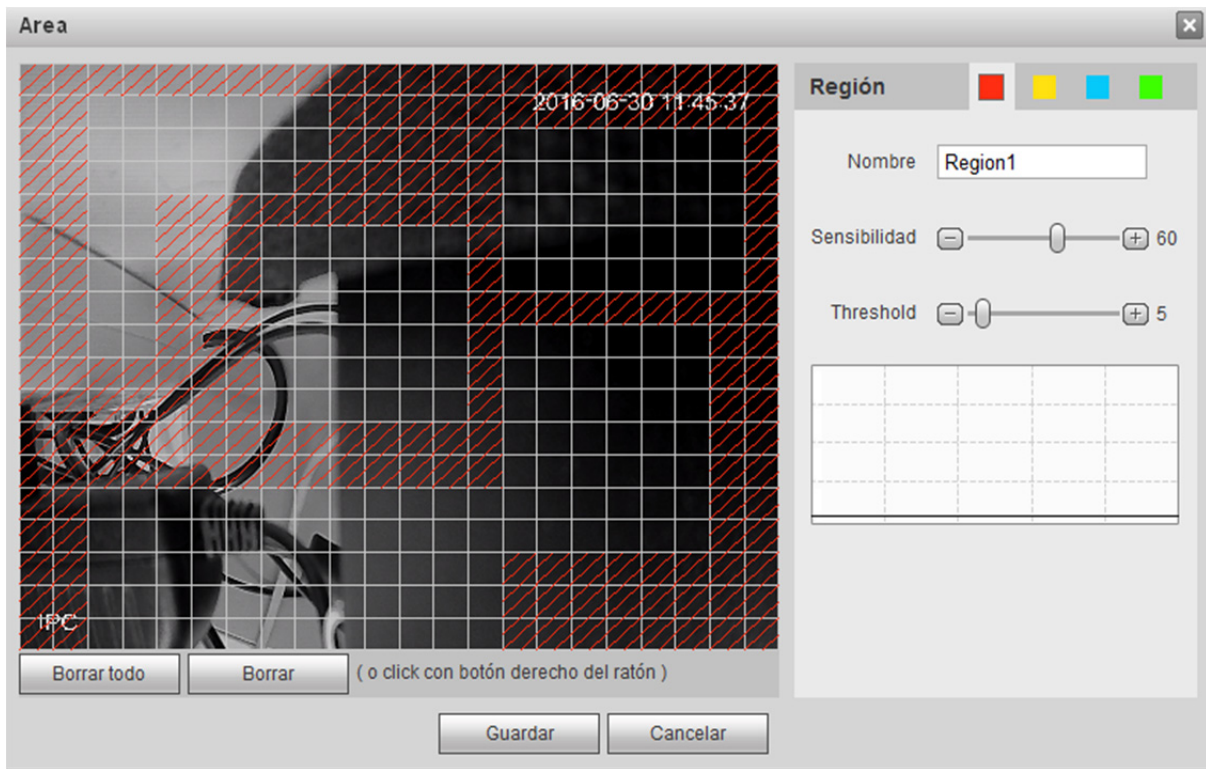 Area
2016-06-30 11:45:37
IPC
Borrar todo
Borrar
( o click con botón derecho del ratón )
Región
Nombre
Region1
Sensibilidad
60
Threshold
5
Guardar
Cancelar